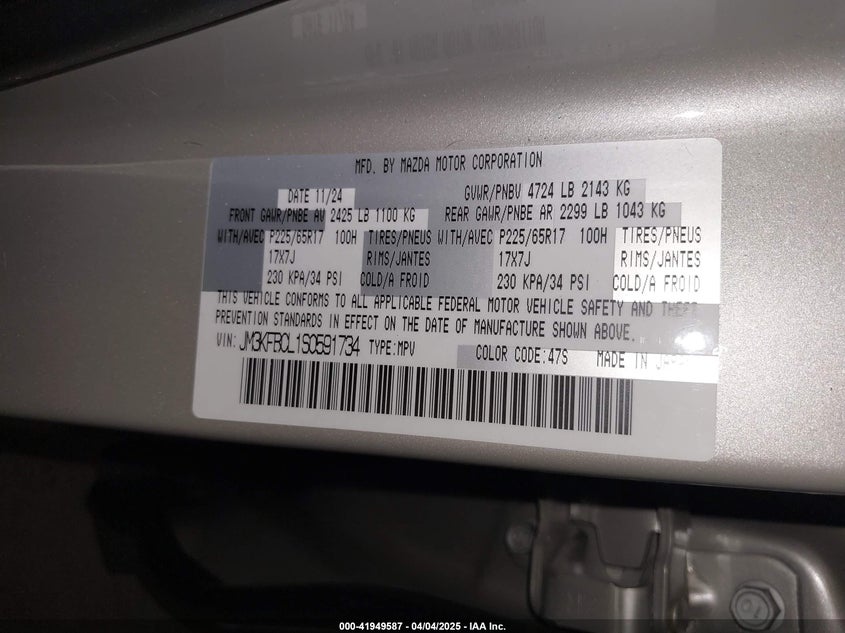 MFD. BY MAZDA MOTOR CORPORATION
DATE 11/24 GVWR/PNBV 4724 LB 2143 KG
FRONT GAWR/PNBE AV 2425 LB 1100 KG REAR GAWR/PNBE AR 2299 LB 1043 KG
WITH/AVEC P225/65R17 100H TIRES/PNEUS WITH/AVEC P225/65R17 100H TIRES/PNEUS
17X7J RIMS/JANTES 17X7J RIMS/JANTES
230 KPA/34 PSI COLD/A FROID 230 KPA/34 PSI COLD/A FROID
THIS VEHICLE CONFORMS TO ALL APPLICABLE FEDERAL MOTOR VEHICLE SAFETY AND THEFT
PREVENTION STANDARDS IN EFFECT ON THE DATE OF MANUFACTURE SHOWN ABOVE.
VIN: JM3KFBCL1S0591734 TYPE:MPV COLOR CODE:47S MADE IN
000-41949587 - 04/04/2025 - IAA Inc.